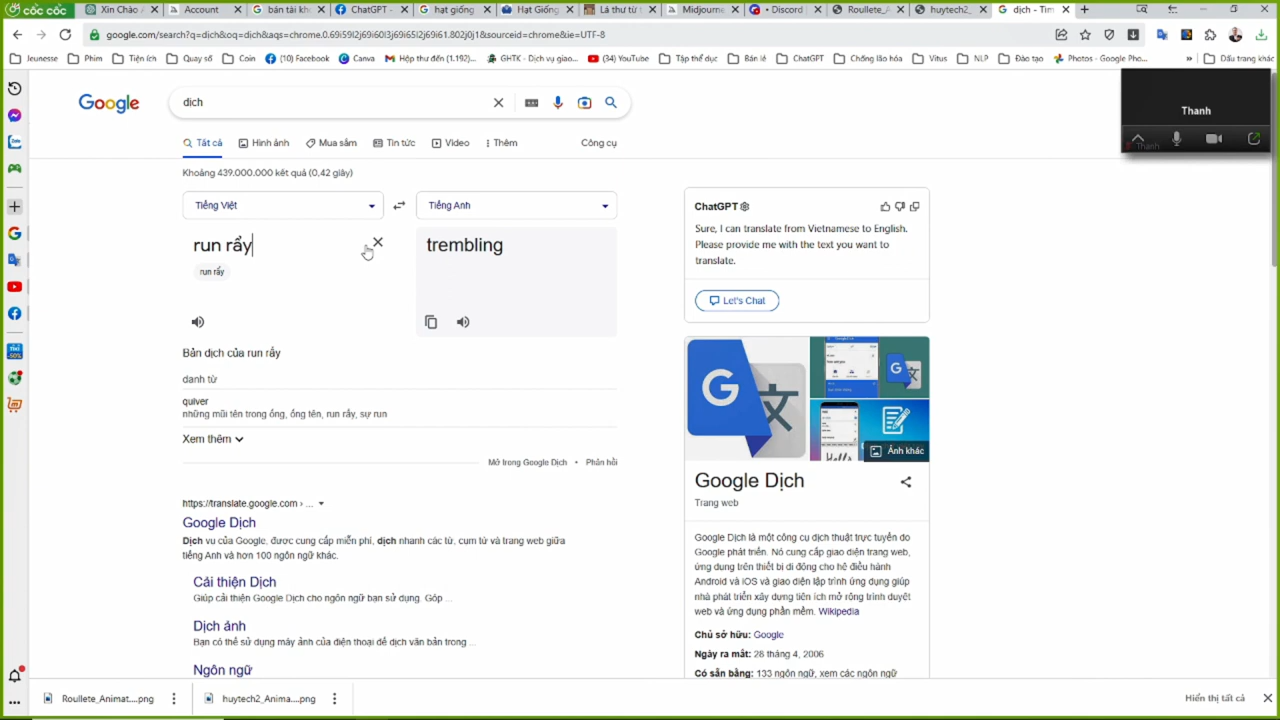 cốc cốc
Xin Chào
Account
bán tài kh
ChatGPT -
hạt giống
Hạt Giống
Lá thư từ t
Midjourne
• Discord
Roullete_A
huytech2_
dịch - Tìm
google.com/search?q=dich&oq=dich&aqs=chrome.0.69i59l2j69i60l3j69i65l2j69i61.802j0j1&sourceid=chrome&ie=UTF-8
Jeunesse
Phim
Tiện ích
Quay số
Coin
(10) Facebook
Canva
Hộp thư đến (1.192)...
GHTK - Dịch vụ giao...
(34) YouTube
Tập thể dục
Bán lẻ
ChatGPT
Chống lão hóa
Vitus
NLP
Đào tạo
Photos - Google Pho...
»
Dấu trang khác
Google
dịch
Thanh
Thanh
Tất cả
Hình ảnh
Mua sắm
Tin tức
Video
Thêm
Công cụ
Khoảng 439.000.000 kết quả (0,42 giây)
Tiếng Việt
Tiếng Anh
run rẩy
trembling
run rẩy
Bản dịch của run rẩy
danh từ
quiver
những mũi tên trong ống, ống tên, run rẩy, sự run
Xem thêm
Mở trong Google Dịch • Phản hồi
https://translate.google.com › ...
Google Dịch
Dịch vụ của Google, được cung cấp miễn phí, dịch nhanh các từ, cụm từ và trang web giữa
tiếng Anh và hơn 100 ngôn ngữ khác.
Cải thiện Dịch
Giúp cải thiện Google Dịch cho ngôn ngữ bạn sử dụng. Góp ...
Dịch ảnh
Bạn có thể sử dụng máy ảnh của điện thoại để dịch văn bản trong ...
Ngôn ngữ
ChatGPT
Sure, I can translate from Vietnamese to English.
Please provide me with the text you want to
translate.
Let's Chat
Ảnh khác
Google Dịch
Trang web
Google Dịch là một công cụ dịch thuật trực tuyến do
Google phát triển. Nó cung cấp giao diện trang web,
ứng dụng trên thiết bị di động cho hệ điều hành
Android và iOS và giao diện lập trình ứng dụng giúp
nhà phát triển xây dựng tiện ích mở rộng trình duyệt
web và ứng dụng phần mềm. Wikipedia
Chủ sở hữu: Google
Ngày ra mắt: 28 tháng 4, 2006
Có sẵn bằng: 133 ngôn ngữ, xem các ngôn ngữ
Roullete_Animat....png
huytech2_Anima....png
Hiển thị tất cả